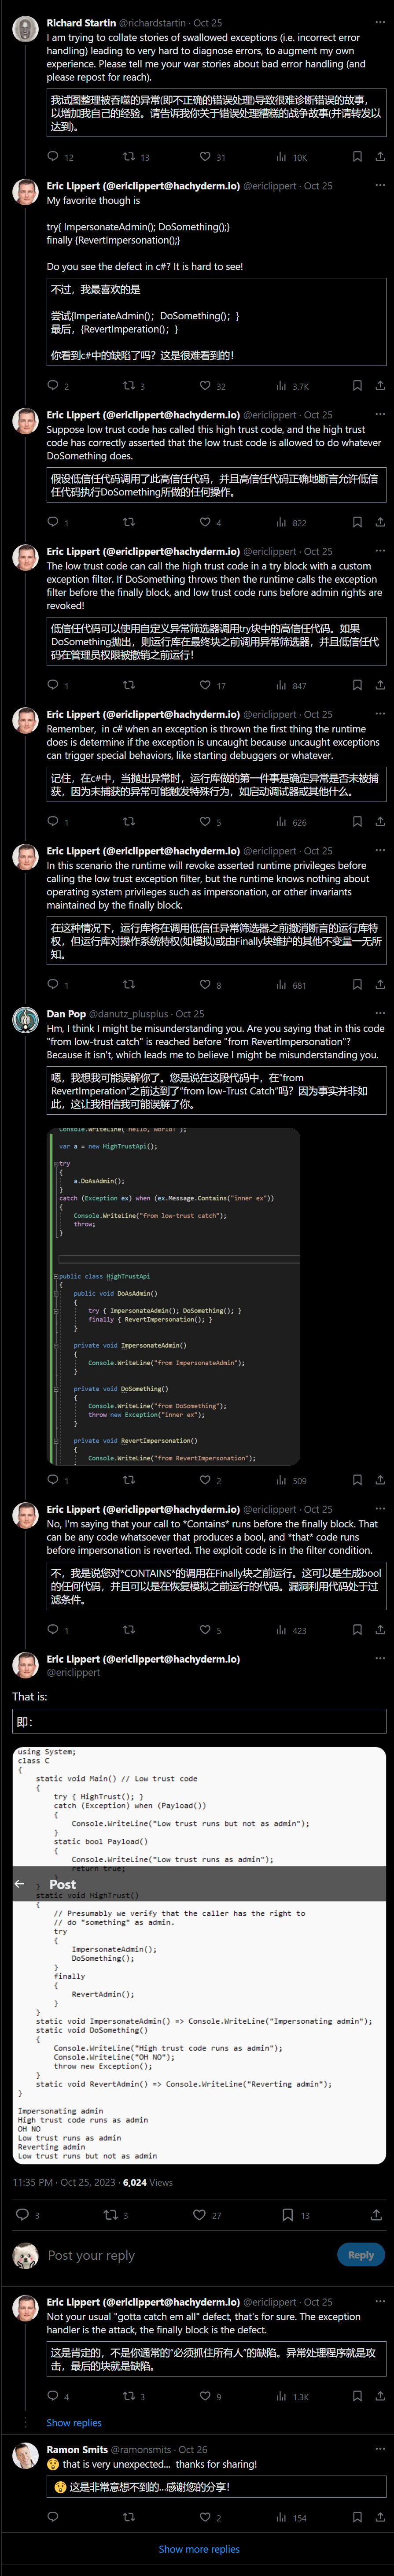 Richard Startin @richardstartin · Oct 25
I am trying to collate stories of swallowed exceptions (i.e. incorrect error
handling) leading to very hard to diagnose errors, to augment my own
experience. Please tell me your war stories about bad error handling (and
please repost for reach).
我试图整理被吞噬的异常(即不正确的错误处理)导致很难诊断错误的故事，
以增加我自己的经验。请告诉我你关于错误处理糟糕的战争故事(并请转发以
达到)。
12 13 31 10K
Eric Lippert (@ericlippert@hachyderm.io) @ericlippert · Oct 25
My favorite though is
try{ ImpersonateAdmin(); DoSomething();}
finally {RevertImpersonation();}
Do you see the defect in c#? It is hard to see!
不过，我最喜欢的是
尝试{ImperiateAdmin()；DoSomething()；}
最后，{RevertImperation()；}
你看到c#中的缺陷了吗？这是很难看到的！
2 3 32 3.7K
Eric Lippert (@ericlippert@hachyderm.io) @ericlippert · Oct 25
Suppose low trust code has called this high trust code, and the high trust
code has correctly asserted that the low trust code is allowed to do whatever
DoSomething does.
假设低信任代码调用了此高信任代码，并且高信任代码正确地断言允许低信
任代码执行DoSomething所做的任何操作。
1 4 822
Eric Lippert (@ericlippert@hachyderm.io) @ericlippert · Oct 25
The low trust code can call the high trust code in a try block with a custom
exception filter. If DoSomething throws then the runtime calls the exception
filter before the finally block, and low trust code runs before admin rights are
revoked!
低信任代码可以使用自定义异常筛选器调用try块中的高信任代码。如果
DoSomething抛出，则运行库在最终块之前调用异常筛选器，并且低信任代
码在管理员权限被撤销之前运行！
1 17 847
Eric Lippert (@ericlippert@hachyderm.io) @ericlippert · Oct 25
Remember, in c# when an exception is thrown the first thing the runtime
does is determine if the exception is uncaught because uncaught exceptions
can trigger special behaviors, like starting debuggers or whatever.
记住，在c#中，当抛出异常时，运行库做的第一件事是确定异常是否未被捕
获，因为未捕获的异常可能触发特殊行为，如启动调试器或其他什么。
1 5 626
Eric Lippert (@ericlippert@hachyderm.io) @ericlippert · Oct 25
In this scenario the runtime will revoke asserted runtime privileges before
calling the low trust exception filter, but the runtime knows nothing about
operating system privileges such as impersonation, or other invariants
maintained by the finally block.
在这种情况下，运行库将在调用低信任异常筛选器之前撤销断言的运行库特
权，但运行库对操作系统特权(如模拟)或由Finally块维护的其他不变量一无所
知。
1 8 681
Dan Pop @danutz_plusplus · Oct 25
Hm, I think I might be misunderstanding you. Are you saying that in this code
"from low-trust catch" is reached before "from RevertImpersonation"?
Because it isn't, which leads me to believe I might be misunderstanding you.
嗯，我想我可能误解你了。您是说在这段代码中，在"from
RevertImperation"之前达到了"from low-Trust Catch"吗？因为事实并非如
此，这让我相信我可能误解了你。
Console.WriteLine("Hello, World!");
var a = new HighTrustApi();
try
{
a.DoAsAdmin();
}
catch (Exception ex) when (ex.Message.Contains("inner ex"))
{
Console.WriteLine("from low-trust catch");
throw;
}
public class HighTrustApi
{
public void DoAsAdmin()
{
try { ImpersonateAdmin(); DoSomething(); }
finally { RevertImpersonation(); }
}
private void ImpersonateAdmin()
{
Console.WriteLine("from ImpersonateAdmin");
}
private void DoSomething()
{
Console.WriteLine("from DoSomething");
throw new Exception("inner ex");
}
private void RevertImpersonation()
{
Console.WriteLine("from RevertImpersonation");
1 2 509
Eric Lippert (@ericlippert@hachyderm.io) @ericlippert · Oct 25
No, I'm saying that your call to *Contains* runs before the finally block. That
can be any code whatsoever that produces a bool, and *that* code runs
before impersonation is reverted. The exploit code is in the filter condition.
不，我是说您对*CONTAINS*的调用在Finally块之前运行。这可以是生成bool
的任何代码，并且可以是在恢复模拟之前运行的代码。漏洞利用代码处于过
滤条件。
1 5 423
Eric Lippert (@ericlippert@hachyderm.io)
@ericlippert
That is:
即：
using System;
class C
{
static void Main() // Low trust code
{
try { HighTrust(); }
catch (Exception) when (Payload())
{
Console.WriteLine("Low trust runs but not as admin");
}
static bool Payload()
{
Console.WriteLine("Low trust runs as admin");
return true;
}
← Post
static void HighTrust()
{
// Presumably we verify that the caller has the right to
// do "something" as admin.
try
{
ImpersonateAdmin();
DoSomething();
}
finally
{
RevertAdmin();
}
}
static void ImpersonateAdmin() => Console.WriteLine("Impersonating admin");
static void DoSomething()
{
Console.WriteLine("High trust code runs as admin");
Console.WriteLine("OH NO");
throw new Exception();
}
static void RevertAdmin() => Console.WriteLine("Reverting admin");
}
Impersonating admin
High trust code runs as admin
OH NO
Low trust runs as admin
Reverting admin
Low trust runs but not as admin
11:35 PM · Oct 25, 2023 · 6,024 Views
3 3 27 13
Post your reply
Reply
Eric Lippert (@ericlippert@hachyderm.io) @ericlippert · Oct 25
Not your usual "gotta catch em all" defect, that's for sure. The exception
handler is the attack, the finally block is the defect.
这是肯定的，不是你通常的"必须抓住所有人"的缺陷。异常处理程序就是攻
击，最后的块就是缺陷。
4 3 9 1.3K
Show replies
Ramon Smits @ramonsmits · Oct 26
😲 that is very unexpected... thanks for sharing!
😲 这是非常意想不到的...感谢您的分享！
2 154
Show more replies